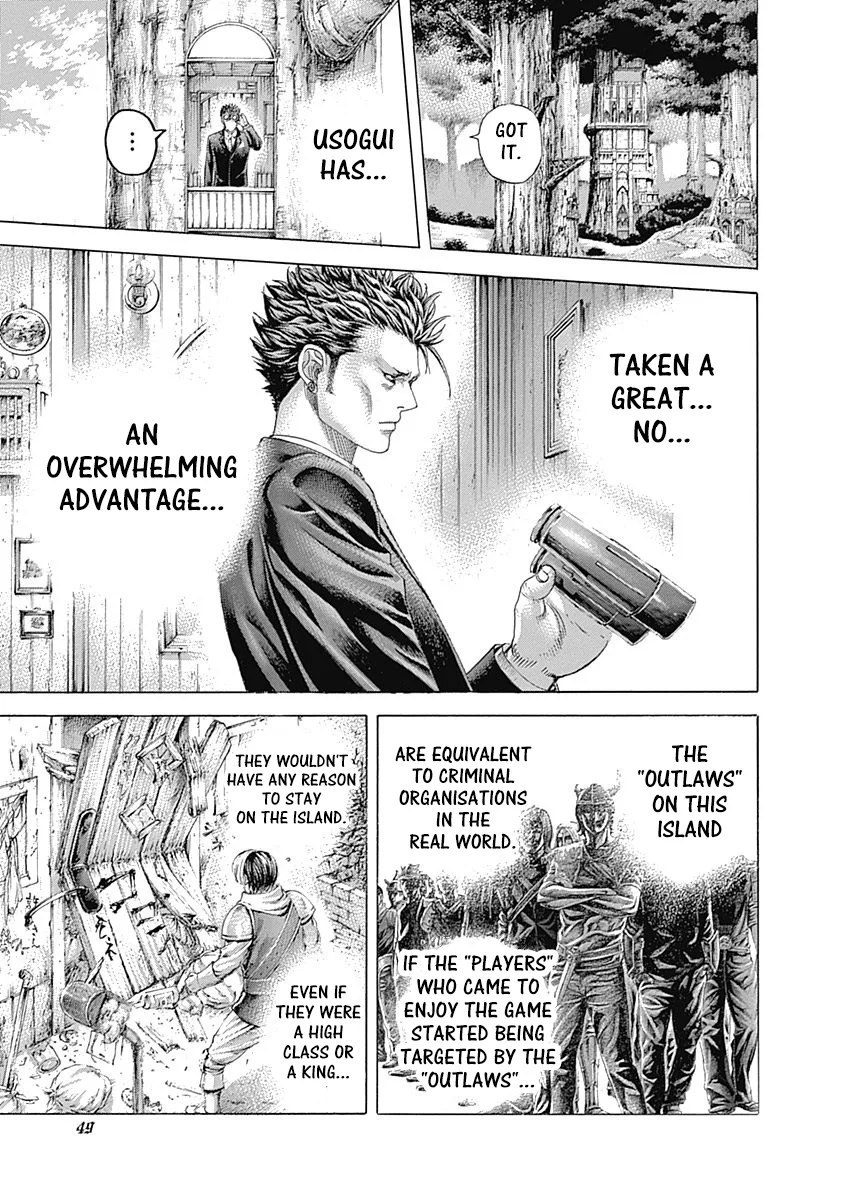 GOT
IT.
USOGUI
HAS...
...
TAKEN A
GREAT...
NO...
AN
OVERWHELMING
ADVANTAGE...
THE
"OUTLAWS"
ON THIS
ISLAND
ARE EQUIVALENT
TO CRIMINAL
ORGANISATIONS
IN THE
REAL WORLD.
IF THE "PLAYERS"
WHO CAME TO
ENJOY THE GAME
STARTED BEING
TARGETED BY THE
"OUTLAWS"...
THEY WOULDN'T
HAVE ANY REASON
TO STAY
ON THE ISLAND.
EVEN IF
THEY WERE
A HIGH
CLASS OR
A KING...
49